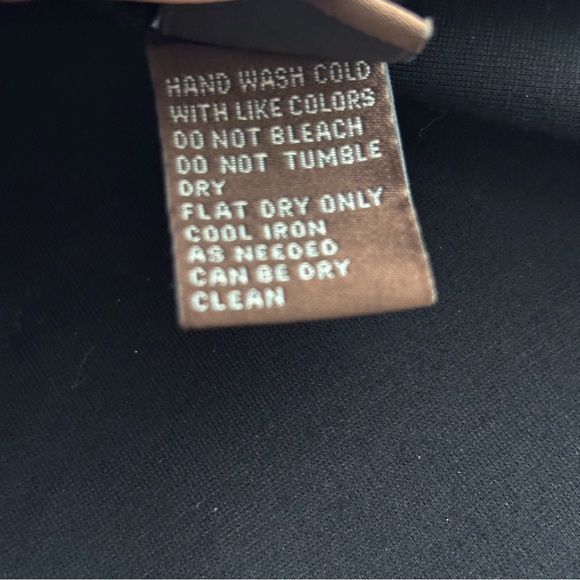 HAND WASH COLD
WITH LIKE COLORS
DO NOT BLEACH
DO NOT TUMBLE
DRY
FLAT DRY ONLY
COOL IRON
AS NEEDED
CAN BE DRY
CLEAN